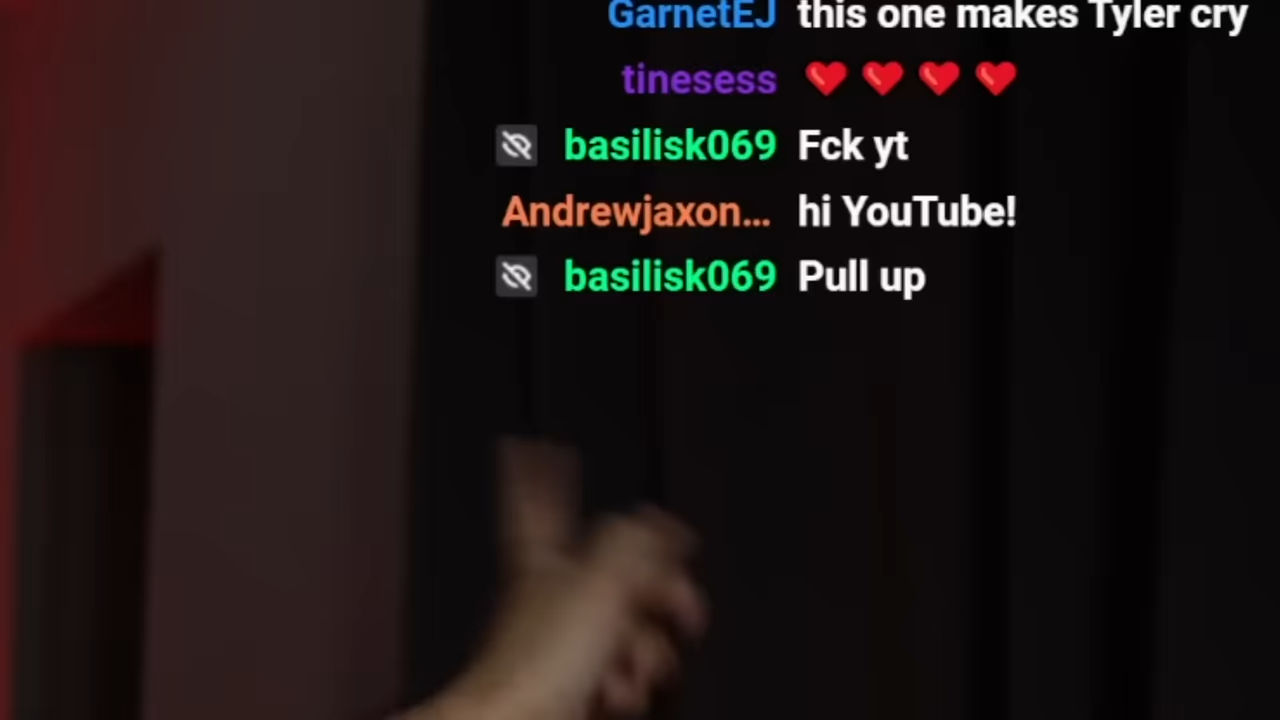 GarnetEJ this one makes Tyler cry
tinesess ❤️ ❤️ ❤️ ❤️
basilisk069 Fck yt
Andrewjaxon... hi YouTube!
basilisk069 Pull up